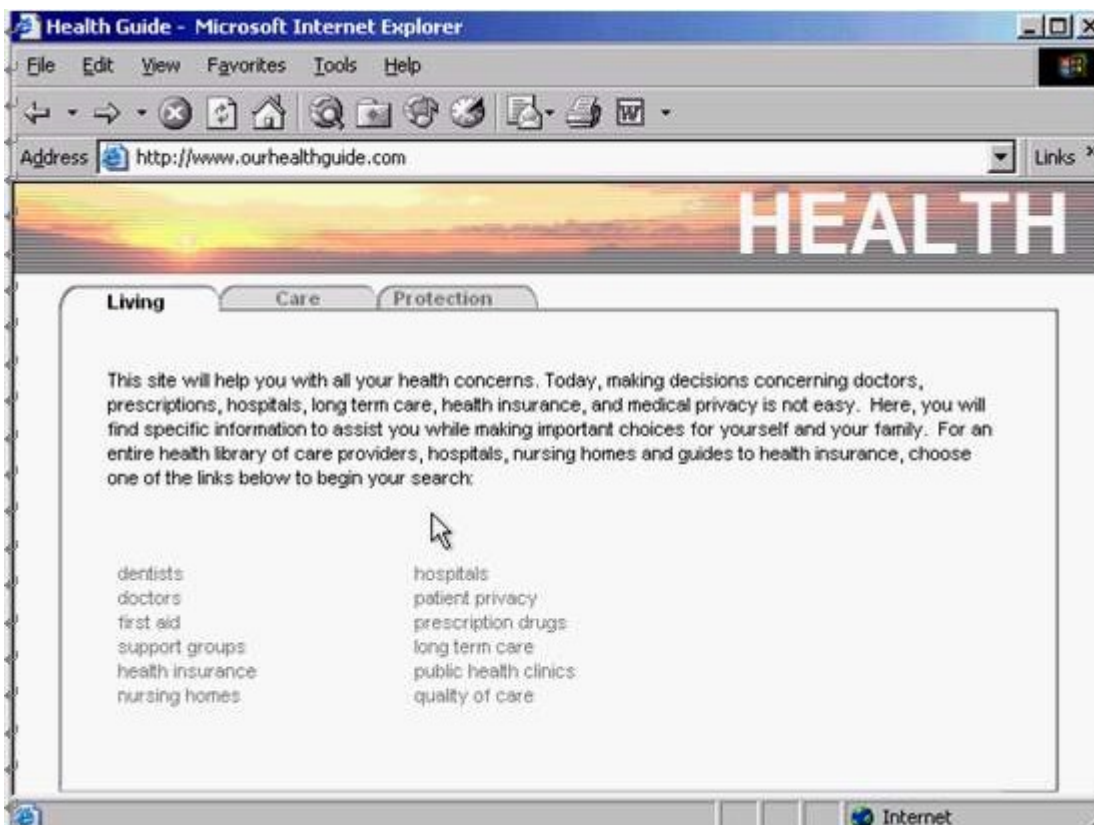 Health Guide - Microsoft Internet Explorer
File Edit View Favorites Tools Help
Address http://www.ourhealthguide.com Links
HEALTH
Living Care Protection
This site will help you with all your health concerns. Today, making decisions concerning doctors,
prescriptions, hospitals, long term care, health insurance, and medical privacy is not easy. Here, you will
find specific information to assist you while making important choices for yourself and your family. For an
entire health library of care providers, hospitals, nursing homes and guides to health insurance, choose
one of the links below to begin your search:
dentists hospitals
doctors patient privacy
first aid prescription drugs
support groups long term care
health insurance public health clinics
nursing homes quality of care
Internet